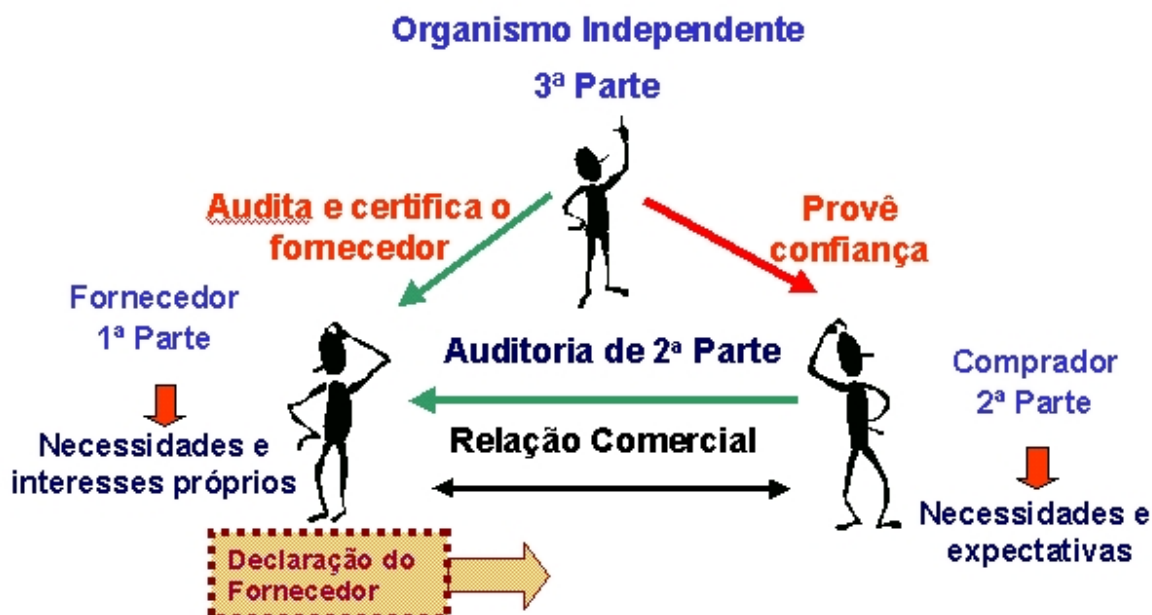 Organismo Independente
3ª Parte
Audita e certifica o
fornecedor
Provê
confiança
Fornecedor
1ª Parte
Auditoria de 2ª Parte
Comprador
2ª Parte
Necessidades e
interesses próprios
Relação Comercial
Necessidades e
expectativas
Declaração do
Fornecedor